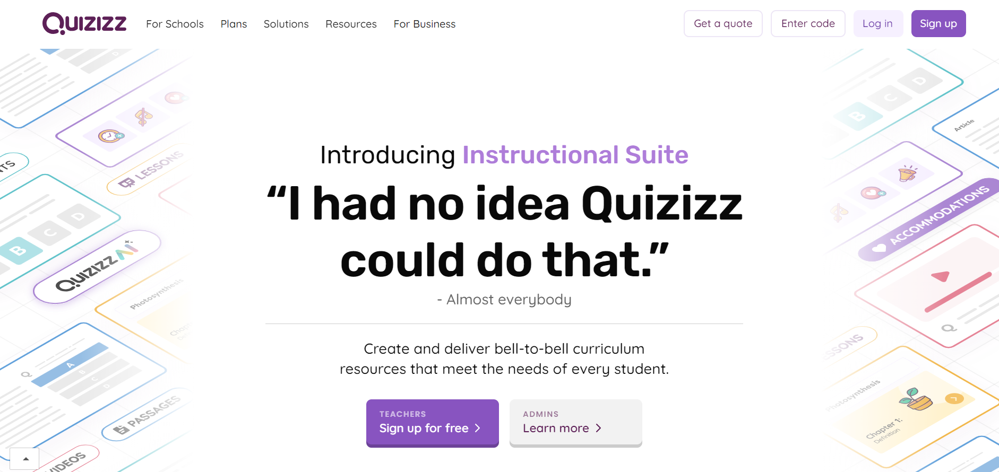 Quizizz
For Schools
Plans
Solutions
Resources
For Business
Get a quote
Enter code
Log in
Sign up
Introducing Instructional Suite
“I had no idea Quizizz
could do that.”
- Almost everybody
Create and deliver bell-to-bell curriculum
resources that meet the needs of every student.
TEACHERS
Sign up for free
ADMINS
Learn more
D
LESSONS
D
C
B
Quizizz AI
Photosynthesis
Q
A
B
C
D
PASSAGES
VIDEOS
D
C
B
Article
ACCOMMODATIONS
Q
Photosynthesis
Chapter 1:
Definition